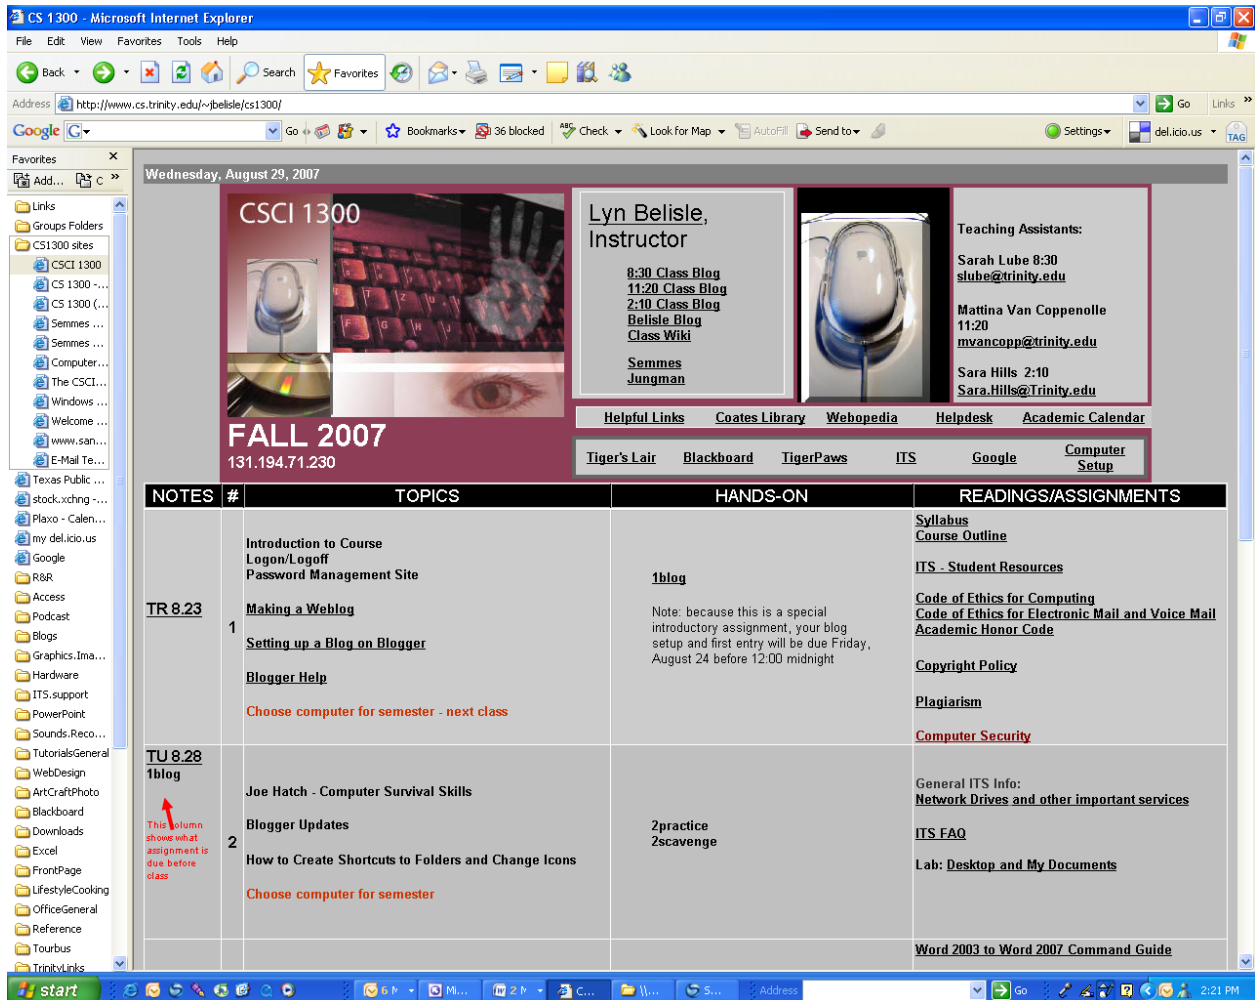 CS 1300 - Microsoft Internet Explorer
File Edit View Favorites Tools Help
Back Search Favorites
Address http://www.cs.trinity.edu/~jbelisle/cs1300/ Go Links »
Google G Go Bookmarks 36 blocked ABC Check Look for Map AutoFill Send to Settings del.icio.us TAG
Favorites x
Add... C »
Links
Groups Folders
CS1300 sites
CSCI 1300
CS 1300 -...
CS 1300 (...
Semmes ...
Semmes ...
Computer...
The CSCI...
Windows ...
Welcome ...
www.san...
E-Mail Te...
Texas Public ...
stock.xchng -...
Plaxo - Calen...
my del.icio.us
Google
R&R
Access
Podcast
Blogs
Graphics.Ima...
Hardware
ITS.support
PowerPoint
Sounds.Reco...
TutorialsGeneral
WebDesign
ArtCraftPhoto
Blackboard
Downloads
Excel
FrontPage
LifestyleCooking
OfficeGeneral
Reference
Tourbus
TrinityLinks
Wednesday, August 29, 2007
CSCI 1300
FALL 2007
131.194.71.230
Lyn Belisle,
Instructor
8:30 Class Blog
11:20 Class Blog
2:10 Class Blog
Belisle Blog
Class Wiki
Semmes
Jungman
Teaching Assistants:
Sarah Lube 8:30
slube@trinity.edu
Mattina Van Coppenolle
11:20
mvancopp@trinity.edu
Sara Hills 2:10
Sara.Hills@Trinity.edu
Helpful Links Coates Library Webopedia Helpdesk Academic Calendar
Tiger's Lair Blackboard TigerPaws ITS Google Computer
Setup
NOTES # TOPICS HANDS-ON READINGS/ASSIGNMENTS
TR 8.23
1
Introduction to Course
Logon/Logoff
Password Management Site
Making a Weblog
Setting up a Blog on Blogger
Blogger Help
Choose computer for semester - next class
1blog
Note: because this is a special
introductory assignment, your blog
setup and first entry will be due Friday,
August 24 before 12:00 midnight
Syllabus
Course Outline
ITS - Student Resources
Code of Ethics for Computing
Code of Ethics for Electronic Mail and Voice Mail
Academic Honor Code
Copyright Policy
Plagiarism
Computer Security
TU 8.28
1blog
This column
shows what
assignment is
due before
class
2
Joe Hatch - Computer Survival Skills
Blogger Updates
How to Create Shortcuts to Folders and Change Icons
Choose computer for semester
2practice
2scavenge
General ITS Info:
Network Drives and other important services
ITS FAQ
Lab: Desktop and My Documents
Word 2003 to Word 2007 Command Guide
start 6 Mi... 2 C... \\... S... Address Go 2:21 PM